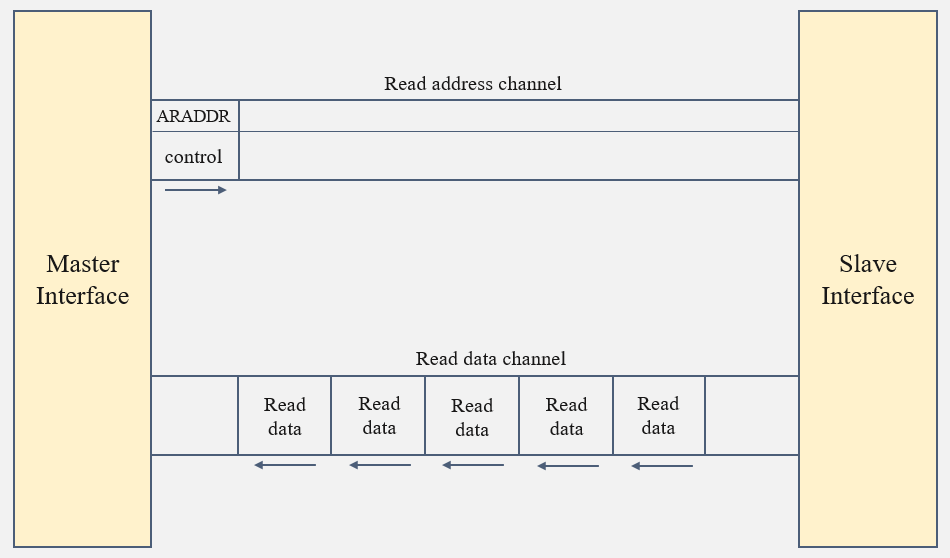 Read address channel
ARADDR
control
Master
Interface
Slave
Interface
Read data channel
Read
data
Read
data
Read
data
Read
data
Read
data